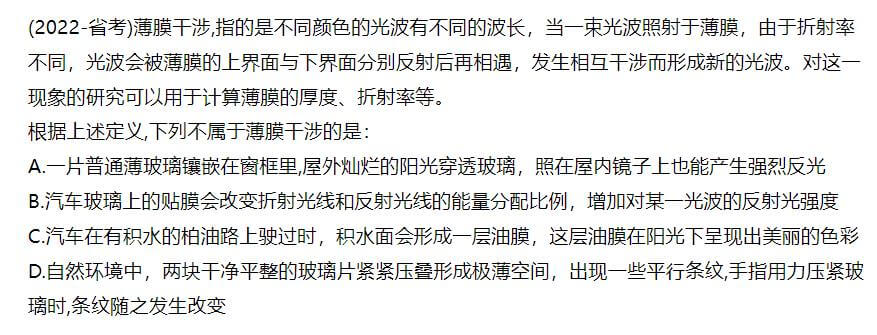 (2022-省考)薄膜干涉,指的是不同颜色的光波有不同的波长，当一束光波照射于薄膜，由于折射率
不同，光波会被薄膜的上界面与下界面分别反射后再相遇，发生相互干涉而形成新的光波。对这一
现象的研究可以用于计算薄膜的厚度、折射率等。
根据上述定义,下列不属于薄膜干涉的是：
A.一片普通薄玻璃镶嵌在窗框里,屋外灿烂的阳光穿透玻璃，照在屋内镜子上也能产生强烈反光
B.汽车玻璃上的贴膜会改变折射光线和反射光线的能量分配比例，增加对某一光波的反射光强度
C.汽车在有积水的柏油路上驶过时，积水面会形成一层油膜，这层油膜在阳光下呈现出美丽的色彩
D.自然环境中，两块干净平整的玻璃片紧紧压叠形成极薄空间，出现一些平行条纹,手指用力压紧玻
璃时,条纹随之发生改变